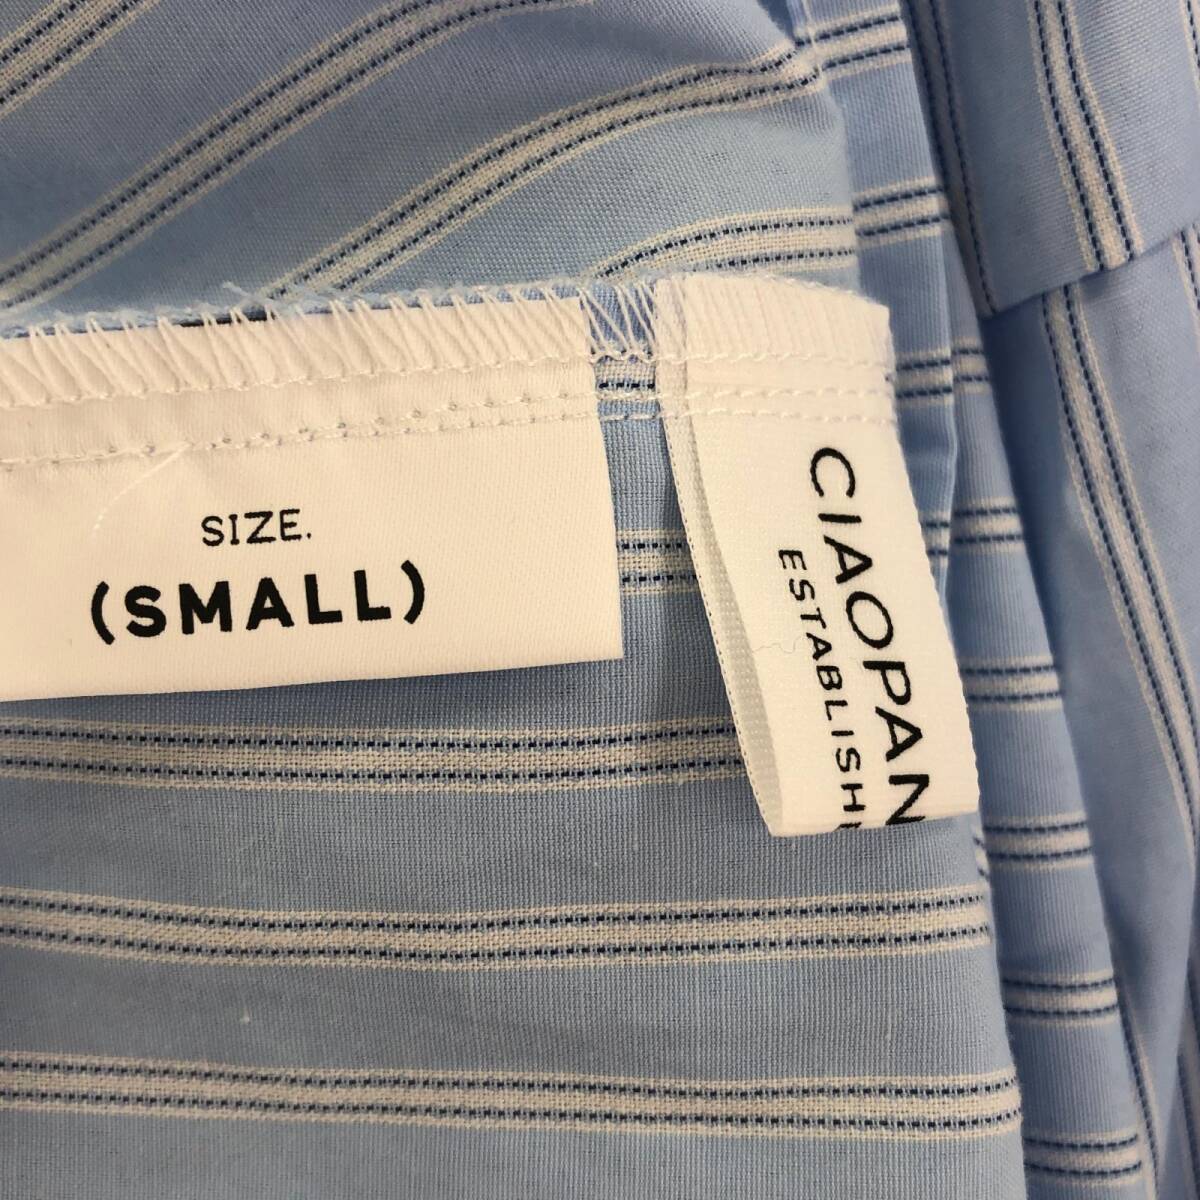 SIZE.
(SMALL)
CIAOPAN
ESTABLISH